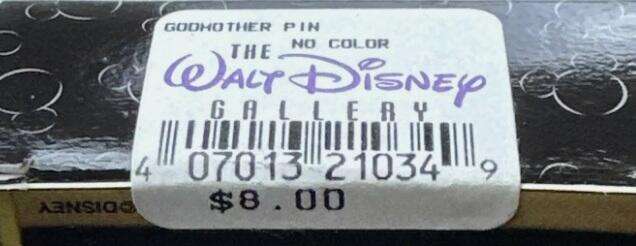 GODMOTHER PIN
NO COLOR
THE
WALT DISNEY
GALLERY
4 07013 21034 9
$8.00
DISNEY